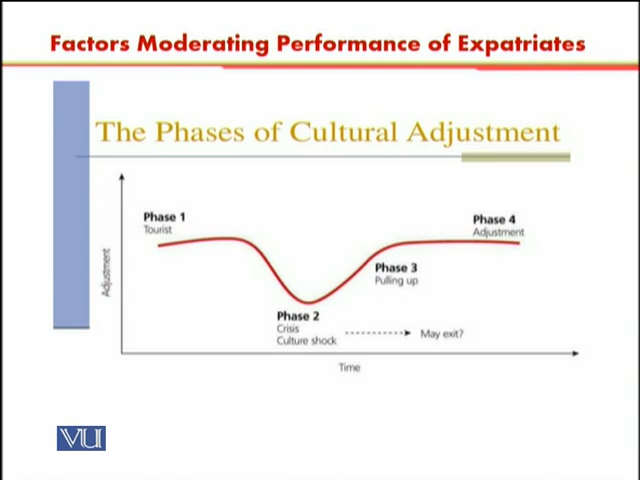 Factors Moderating Performance of Expatriates
The Phases of Cultural Adjustment
Phase 1
Tourist
Phase 4
Adjustment
Adjustment
Phase 3
Pulling up
Phase 2
Crisis
Culture shock
May exit?
Time
VU